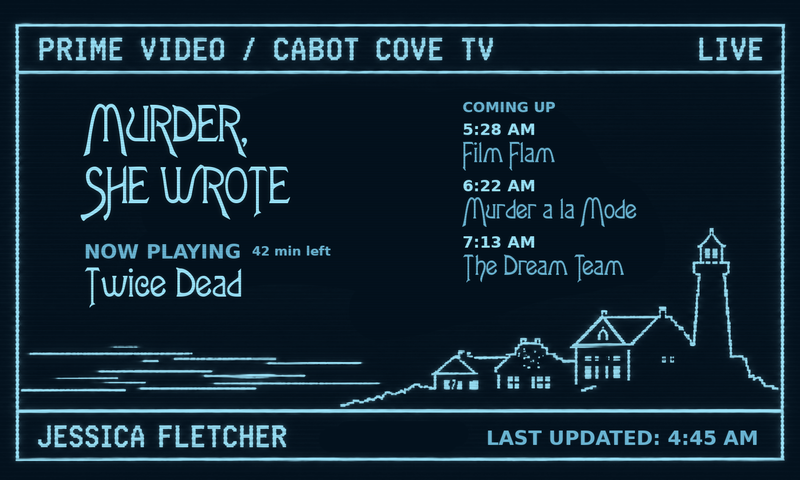 PRIME VIDEO / CABOT COVE TV
LIVE
MURDER,
SHE WROTE
NOW PLAYING 42 min left
Twice Dead
COMING UP
5:28 AM
Film Flam
6:22 AM
Murder a la Mode
7:13 AM
The Dream Team
JESSICA FLETCHER
LAST UPDATED: 4:45 AM